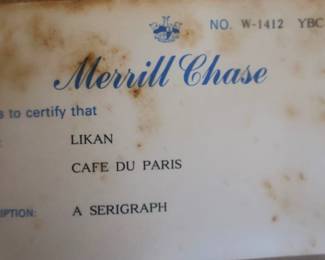 NO. W-1412 YBC
Merrill Chase
s to certify that
LIKAN
CAFE DU PARIS
IPTION: A SERIGRAPH